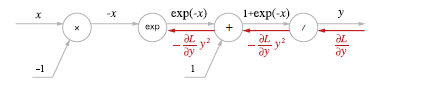 x -x exp(-x) 1+exp(-x) y
× exp + /
-∂L/∂y y² -∂L/∂y y² ∂L/∂y
-1 1